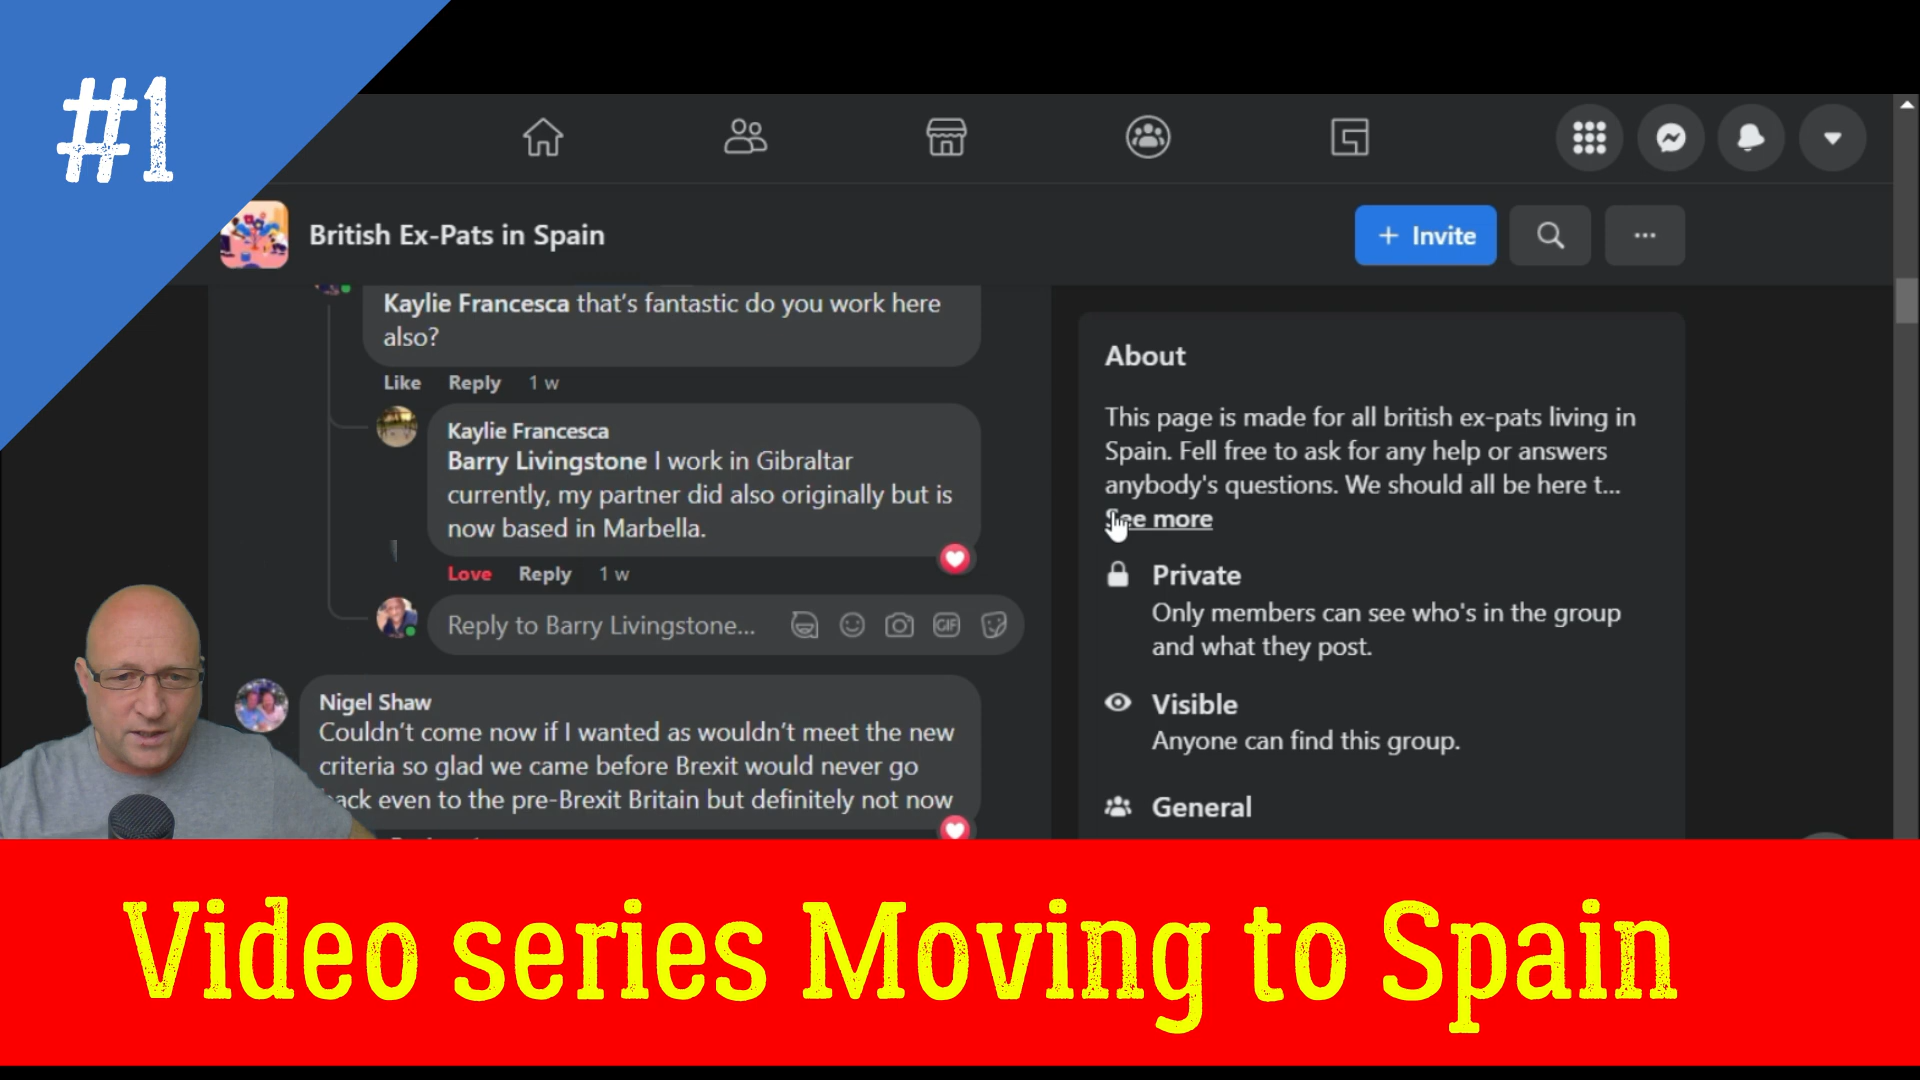 #1
British Ex-Pats in Spain
+ Invite
Kaylie Francesca that's fantastic do you work here
also?
Like Reply 1 w
Kaylie Francesca
Barry Livingstone I work in Gibraltar
currently, my partner did also originally but is
now based in Marbella.
Love Reply 1 w
Reply to Barry Livingstone...
GIF
Nigel Shaw
Couldn't come now if I wanted as wouldn't meet the new
criteria so glad we came before Brexit would never go
back even to the pre-Brexit Britain but definitely not now
About
This page is made for all british ex-pats living in
Spain. Fell free to ask for any help or answers
anybody's questions. We should all be here t...
See more
Private
Only members can see who's in the group
and what they post.
Visible
Anyone can find this group.
General
Video series Moving to Spain